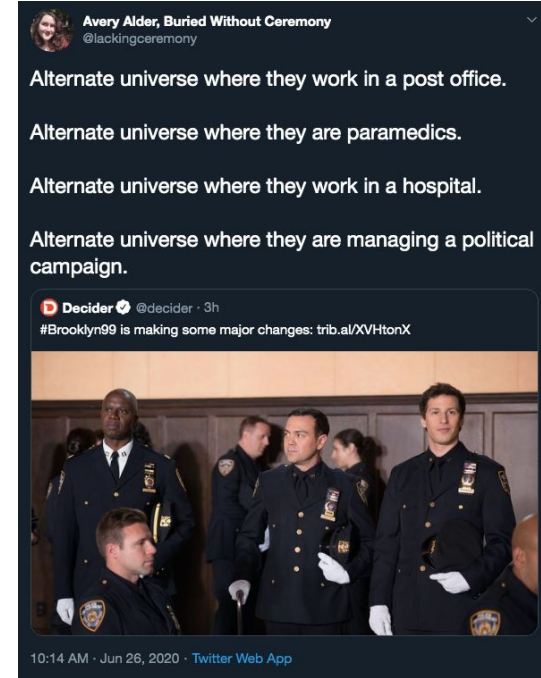 Avery Alder, Buried Without Ceremony
@lackingceremony
Alternate universe where they work in a post office.
Alternate universe where they are paramedics.
Alternate universe where they work in a hospital.
Alternate universe where they are managing a political
campaign.
Decider @decider · 3h
#Brooklyn99 is making some major changes: trib.al/XVHtonX
10:14 AM · Jun 26, 2020 · Twitter Web App